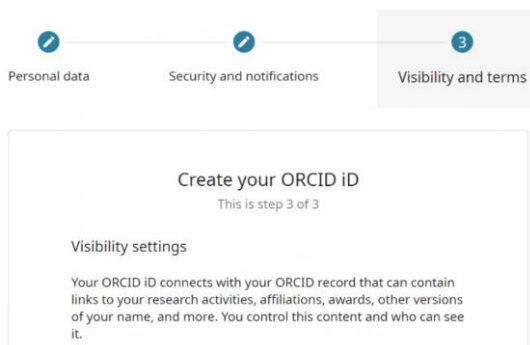 3
Personal data
Security and notifications
Visibility and terms
Create your ORCID iD
This is step 3 of 3
Visibility settings
Your ORCID iD connects with your ORCID record that can contain
links to your research activities, affiliations, awards, other versions
of your name, and more. You control this content and who can see
it.